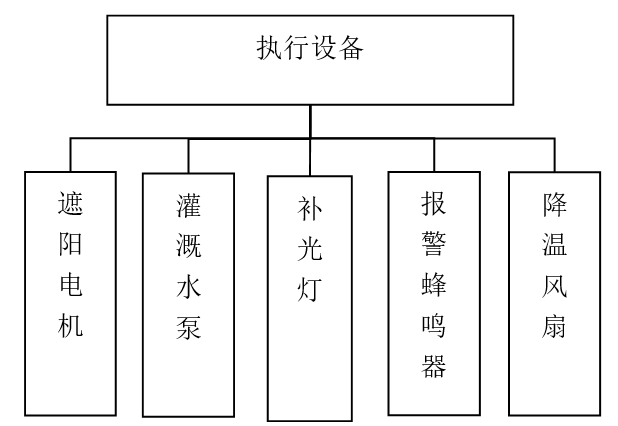 执行设备
遮阳电机
灌溉水泵
补光灯
报警蜂鸣器
降温风扇